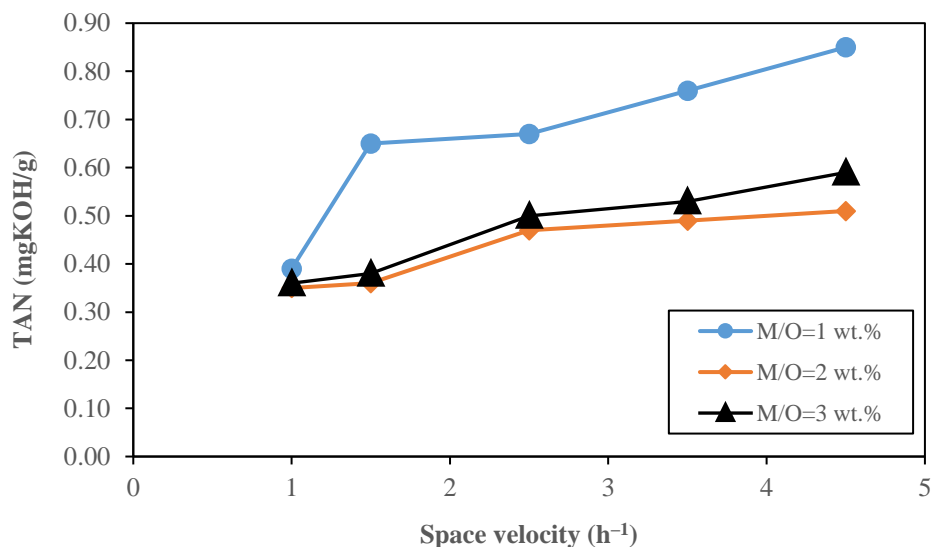 0.90
0.80
0.70
0.60
0.50
0.40
0.30
0.20
0.10
0.00
TAN (mgKOH/g)
M/O=1 wt.%
M/O=2 wt.%
M/O=3 wt.%
0 1 2 3 4 5
Space velocity (h⁻¹)